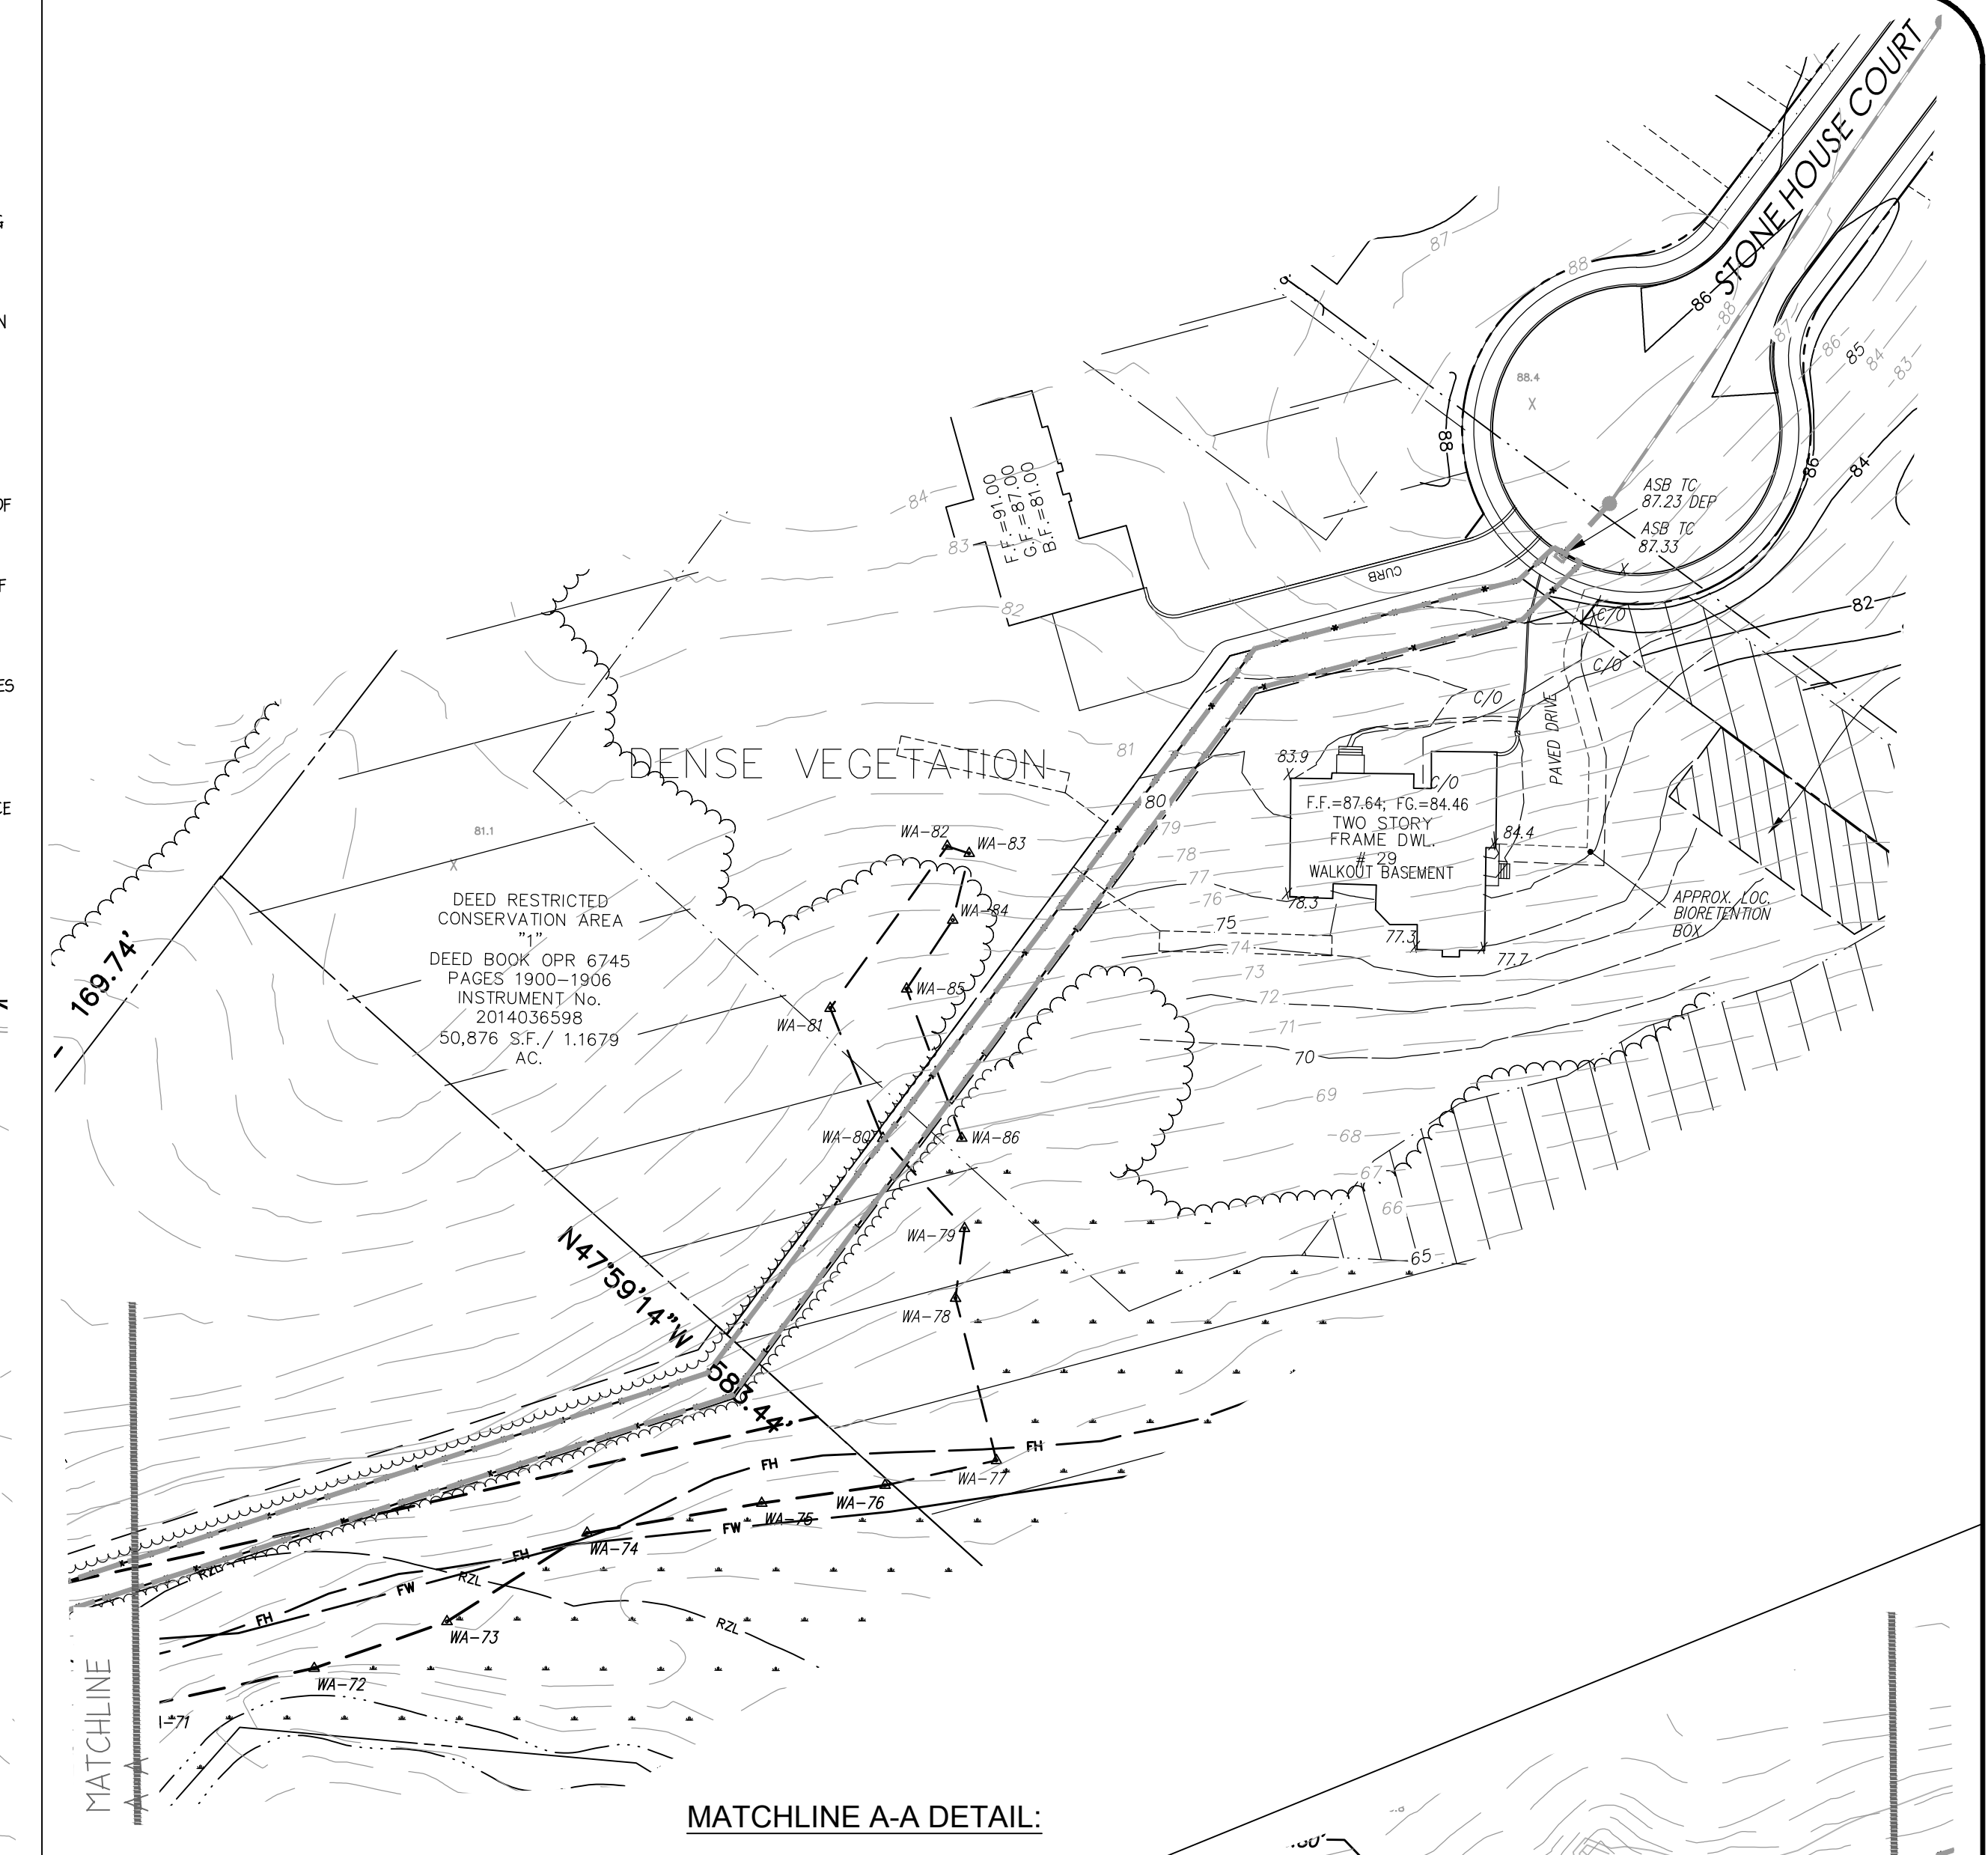 STONE HOUSE COURT
87
88
86
88
87
86
85
84
83
88.4
88
86
84
ASB TC
87.23 DEP
ASB TC
87.33
F.F.=91.00
G.F.=87.00
B.F.=81.00
84
83
82
CURB
82
C/O
C/O
C/O
C/O
PAVED DRIVE
DENSE VEGETATION
81
80
79
78
77
76
75
74
73
72
71
70
69
68
67
66
65
83.9
F.F.=87.64; FG.=84.46
TWO STORY
FRAME DWL.
# 29
WALKOUT BASEMENT
84.4
78.3
77.3
77.7
APPROX. LOC.
BIORETENTION
BOX
81.1
DEED RESTRICTED
CONSERVATION AREA
"1"
DEED BOOK OPR 6745
PAGES 1900-1906
INSTRUMENT No.
2014036598
50,876 S.F./ 1.1679
AC.
169.74'
N47°59'14"W
583.44'
WA-82
WA-83
WA-84
WA-85
WA-81
WA-80
WA-86
WA-79
WA-78
WA-77
WA-76
WA-75
WA-74
WA-73
WA-72
-71
FH
FH
FH
FH
FW
FW
RZL
RZL
RZL
MATCHLINE
A-A
MATCHLINE A-A DETAIL: